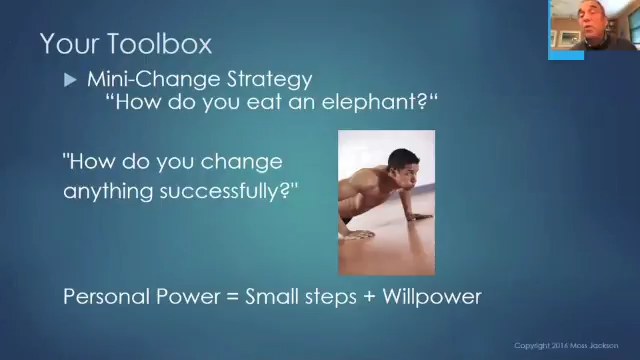 Your Toolbox
Mini-Change Strategy
“How do you eat an elephant?“
"How do you change
anything successfully?"
Personal Power = Small steps + Willpower
Copyright 2016 Moss Jackson